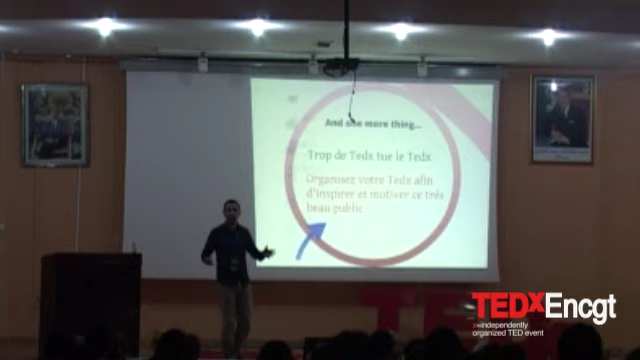 And one more thing...
Trop de Tedx tue le Tedx
Organisez votre Tedx afin
d'inspirer et motiver ce très
beau public
TEDxEncgt
x=independently
organized TED event